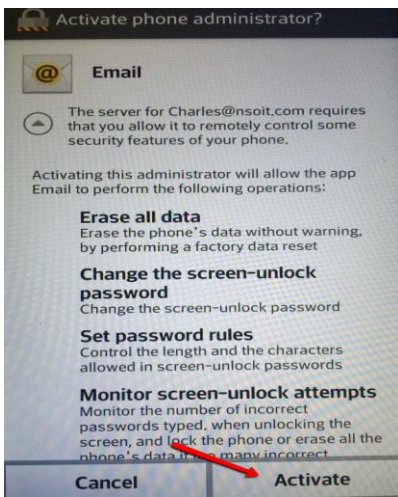 Activate phone administrator?
@
Email
The server for Charles@nsoit.com requires
that you allow it to remotely control some
security features of your phone.
Activating this administrator will allow the app
Email to perform the following operations:
Erase all data
Erase the phone's data without warning,
by performing a factory data reset
Change the screen-unlock
password
Change the screen-unlock password
Set password rules
Control the length and the characters
allowed in screen-unlock passwords
Monitor screen-unlock attempts
Monitor the number of incorrect
passwords typed, when unlocking the
screen, and lock the phone or erase all the
phone's data if many incorrect
Cancel
Activate